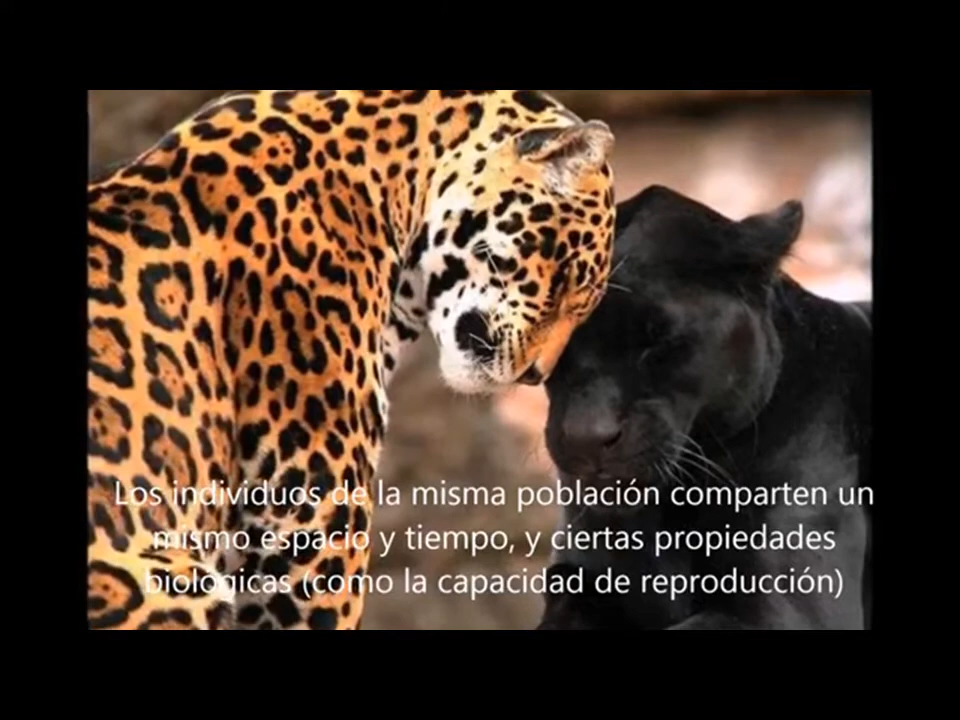 Los individuos de la misma población comparten un
mismo espacio y tiempo, y ciertas propiedades
biológicas (como la capacidad de reproducción)